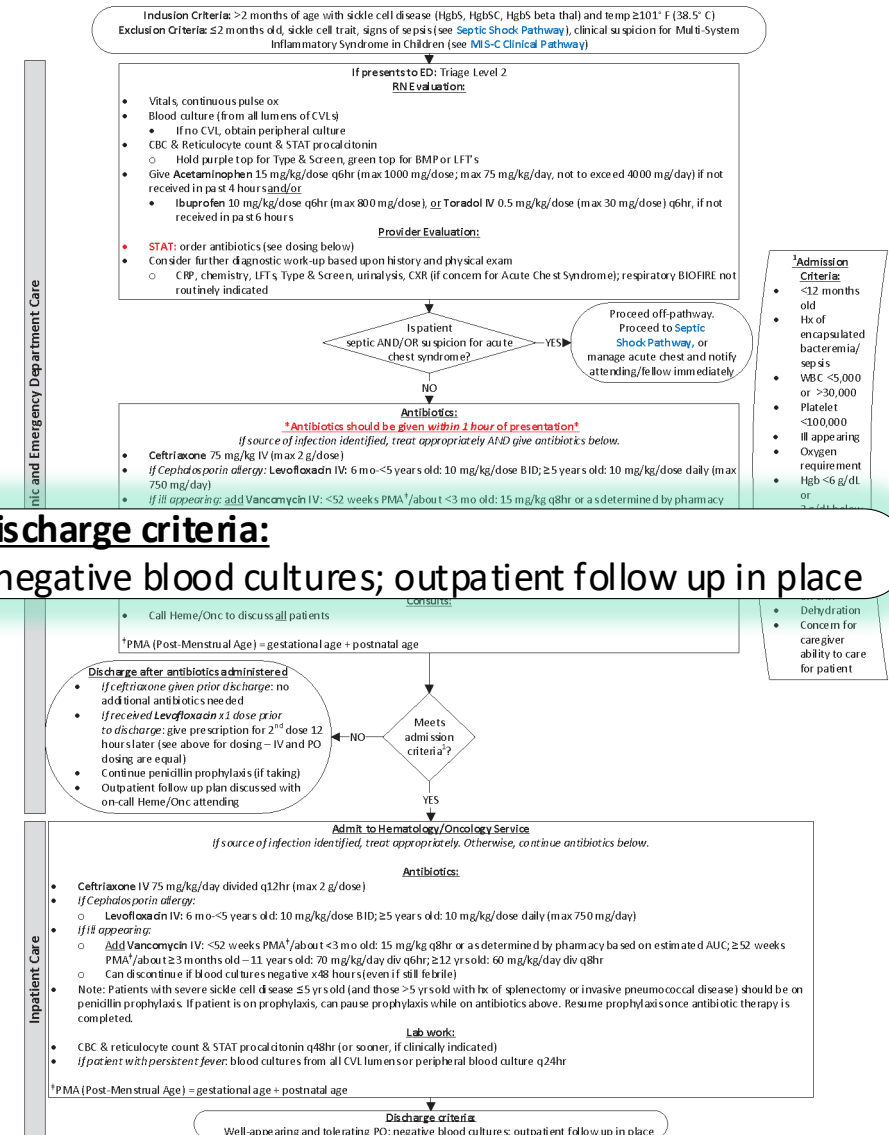 Inclusion Criteria: >2 months of age with sickle cell disease (HgbS, HgbSC, HgbS beta thal) and temp ≥101° F (38.5° C)
Exclusion Criteria: ≤2 months old, sickle cell trait, signs of sepsis (see Septic Shock Pathway), clinical suspicion for Multi-System
Inflammatory Syndrome in Children (see MIS-C Clinical Pathway)
If presents to ED: Triage Level 2
RN Evaluation:
• Vitals, continuous pulse ox
• Blood culture (from all lumens of CVLs)
• If no CVL, obtain peripheral culture
• CBC & Reticulocyte count & STAT procalcitonin
○ Hold purple top for Type & Screen, green top for BMP or LFT's
• Give Acetaminophen 15 mg/kg/dose q6hr (max 1000 mg/dose; max 75 mg/kg/day, not to exceed 4000 mg/day) if not
received in past 4 hours and/or
• Ibuprofen 10 mg/kg/dose q6hr (max 800 mg/dose), or Toradol IV 0.5 mg/kg/dose (max 30 mg/dose) q6hr, if not
received in past 6 hours
Provider Evaluation:
• STAT: order antibiotics (see dosing below)
• Consider further diagnostic work-up based upon history and physical exam
○ CRP, chemistry, LFTs, Type & Screen, urinalysis, CXR (if concern for Acute Chest Syndrome); respiratory BIOFIRE not
routinely indicated
Is patient
septic AND/OR suspicion for acute
chest syndrome?
YES
Proceed off-pathway.
Proceed to Septic
Shock Pathway, or
manage acute chest and notify
attending/fellow immediately
NO
¹Admission
Criteria:
• <12 months
old
• Hx of
encapsulated
bacteremia/
sepsis
• WBC <5,000
or >30,000
• Platelet
<100,000
• Ill appearing
• Oxygen
requirement
• Hgb <6 g/dL
or
• Dehydration
• Concern for
caregiver
ability to care
for patient
Antibiotics:
*Antibiotics should be given within 1 hour of presentation*
If source of infection identified, treat appropriately AND give antibiotics below.
• Ceftriaxone 75 mg/kg IV (max 2 g/dose)
• If Cephalosporin allergy: Levofloxacin IV: 6 mo-<5 years old: 10 mg/kg/dose BID; ≥5 years old: 10 mg/kg/dose daily (max
750 mg/day)
• If ill appearing: add Vancomycin IV: <52 weeks PMA†/about <3 mo old: 15 mg/kg q8hr or as determined by pharmacy
ischarge criteria:
negative blood cultures; outpatient follow up in place
Consults:
• Call Heme/Onc to discuss all patients
†PMA (Post-Menstrual Age) = gestational age + postnatal age
nic and Emergency Department Care
Discharge after antibiotics administered
• If ceftriaxone given prior discharge: no
additional antibiotics needed
• If received Levofloxacin x1 dose prior
to discharge: give prescription for 2nd dose 12
hours later (see above for dosing – IV and PO
dosing are equal)
• Continue penicillin prophylaxis (if taking)
• Outpatient follow up plan discussed with
on-call Heme/Onc attending
NO
Meets
admission
criteria¹?
YES
Inpatient Care
Admit to Hematology/Oncology Service
If source of infection identified, treat appropriately. Otherwise, continue antibiotics below.
Antibiotics:
• Ceftriaxone IV 75 mg/kg/day divided q12hr (max 2 g/dose)
• If Cephalosporin allergy:
○ Levofloxacin IV: 6 mo-<5 years old: 10 mg/kg/dose BID; ≥5 years old: 10 mg/kg/dose daily (max 750 mg/day)
• If ill appearing:
○ Add Vancomycin IV: <52 weeks PMA†/about <3 mo old: 15 mg/kg q8hr or as determined by pharmacy based on estimated AUC; ≥52 weeks
PMA†/about ≥3 months old – 11 years old: 70 mg/kg/day div q6hr; ≥12 yrs old: 60 mg/kg/day div q8hr
○ Can discontinue if blood cultures negative x48 hours (even if still febrile)
• Note: Patients with severe sickle cell disease ≤5 yrs old (and those >5 yrs old with hx of splenectomy or invasive pneumococcal disease) should be on
penicillin prophylaxis. If patient is on prophylaxis, can pause prophylaxis while on antibiotics above. Resume prophylaxis once antibiotic therapy is
completed.
Lab work:
• CBC & reticulocyte count & STAT procalcitonin q48hr (or sooner, if clinically indicated)
• If patient with persistent fever: blood cultures from all CVL lumens or peripheral blood culture q24hr
†PMA (Post-Menstrual Age) = gestational age + postnatal age
Discharge criteria:
Well-appearing and tolerating PO; negative blood cultures; outpatient follow up in place